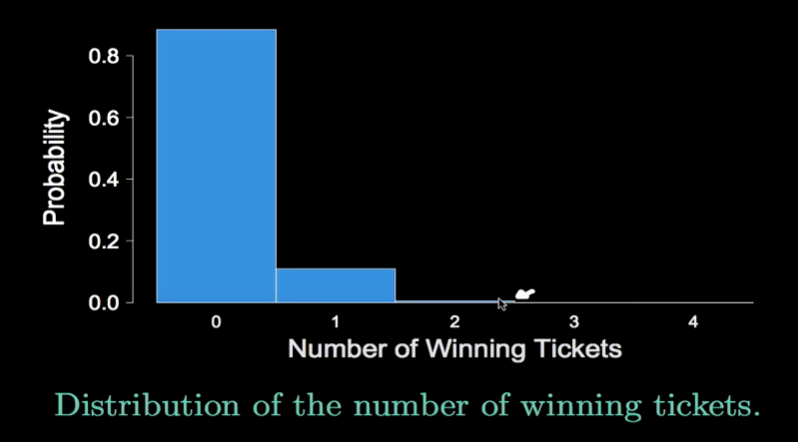 0.8
0.6
0.4
0.2
0.0
Probability
0 1 2 3 4
Number of Winning Tickets
Distribution of the number of winning tickets.